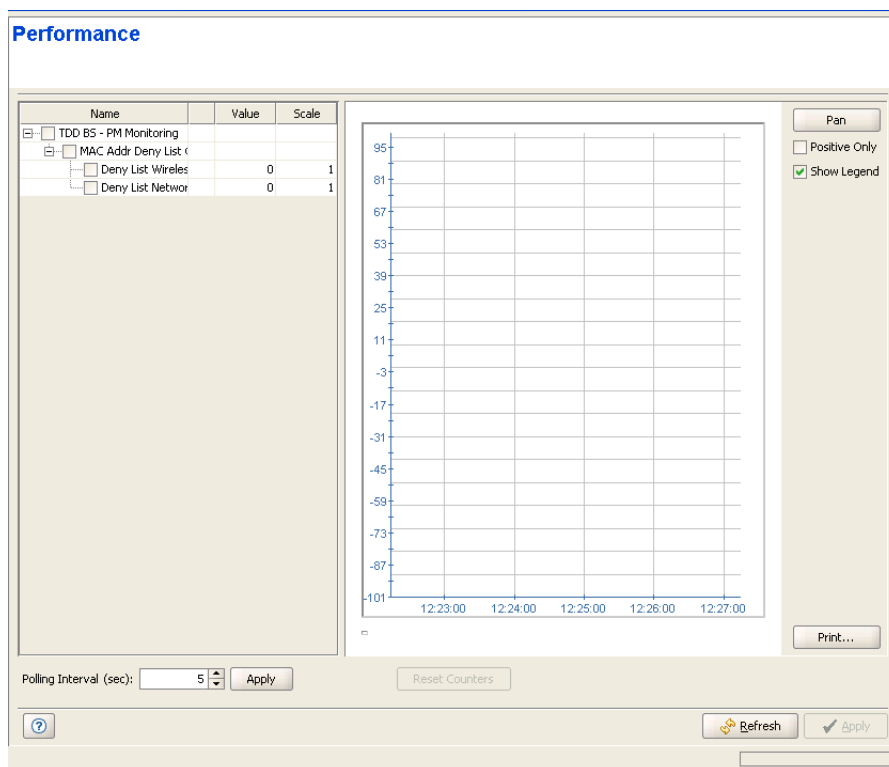 Performance
Name Value Scale
TDD BS - PM Monitoring
MAC Addr Deny List
Deny List Wireles 0 1
Deny List Networ 0 1
95
81
67
53
39
25
11
-3
-17
-31
-45
-59
-73
-87
-101
12:23:00 12:24:00 12:25:00 12:26:00 12:27:00
Pan
Positive Only
Show Legend
Print...
Polling Interval (sec): 5 Apply Reset Counters
? Refresh Apply